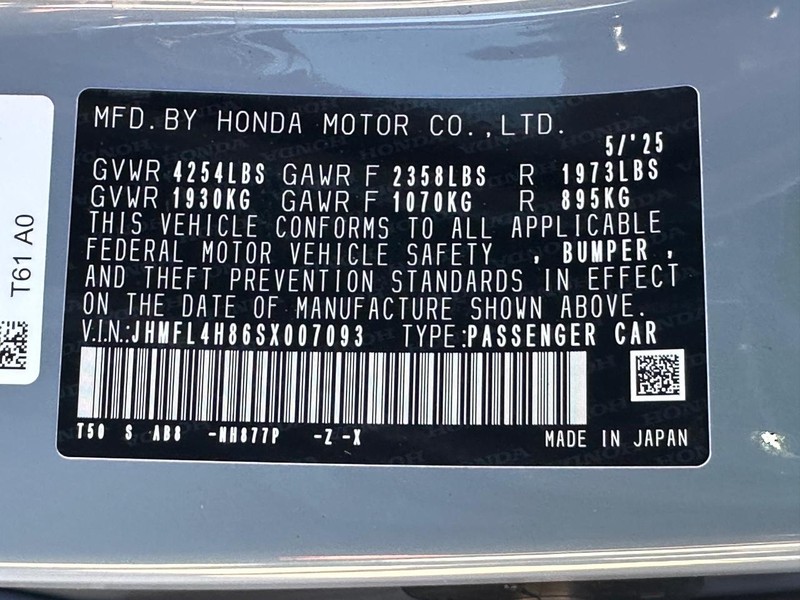 MFD. BY HONDA MOTOR CO., LTD.
5/'25
GVWR 4254LBS GAWR F 2358LBS R 1973LBS
GVWR 1930KG GAWR F 1070KG R 895KG
THIS VEHICLE CONFORMS TO ALL APPLICABLE
FEDERAL MOTOR VEHICLE SAFETY , BUMPER ,
AND THEFT PREVENTION STANDARDS IN EFFECT
ON THE DATE OF MANUFACTURE SHOWN ABOVE.
V.I.N.:JHMFL4H86SX007093 TYPE:PASSENGER CAR
T50 S AB8 -NH877P -Z -X
MADE IN JAPAN
T61 A0